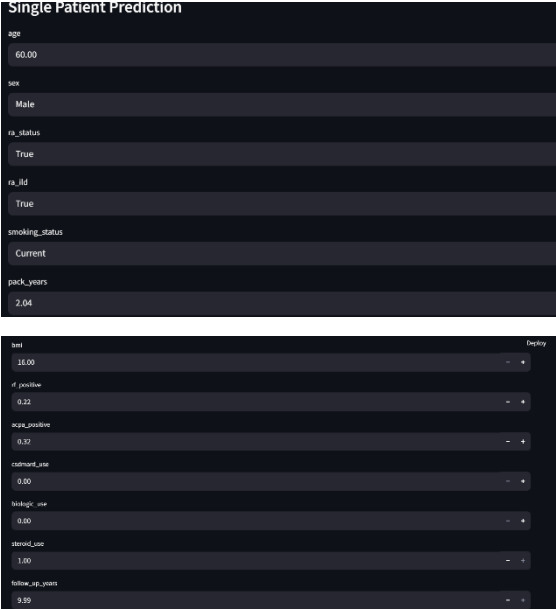 Single Patient Prediction
age
60.00
sex
Male
ra_status
True
ra_ild
True
smoking_status
Current
pack_years
2.04
Deploy
bmi
16.00
rf_positive
0.22
acpa_positive
0.32
csdmard_use
0.00
biologic_use
0.00
steroid_use
1.00
follow_up_years
9.99